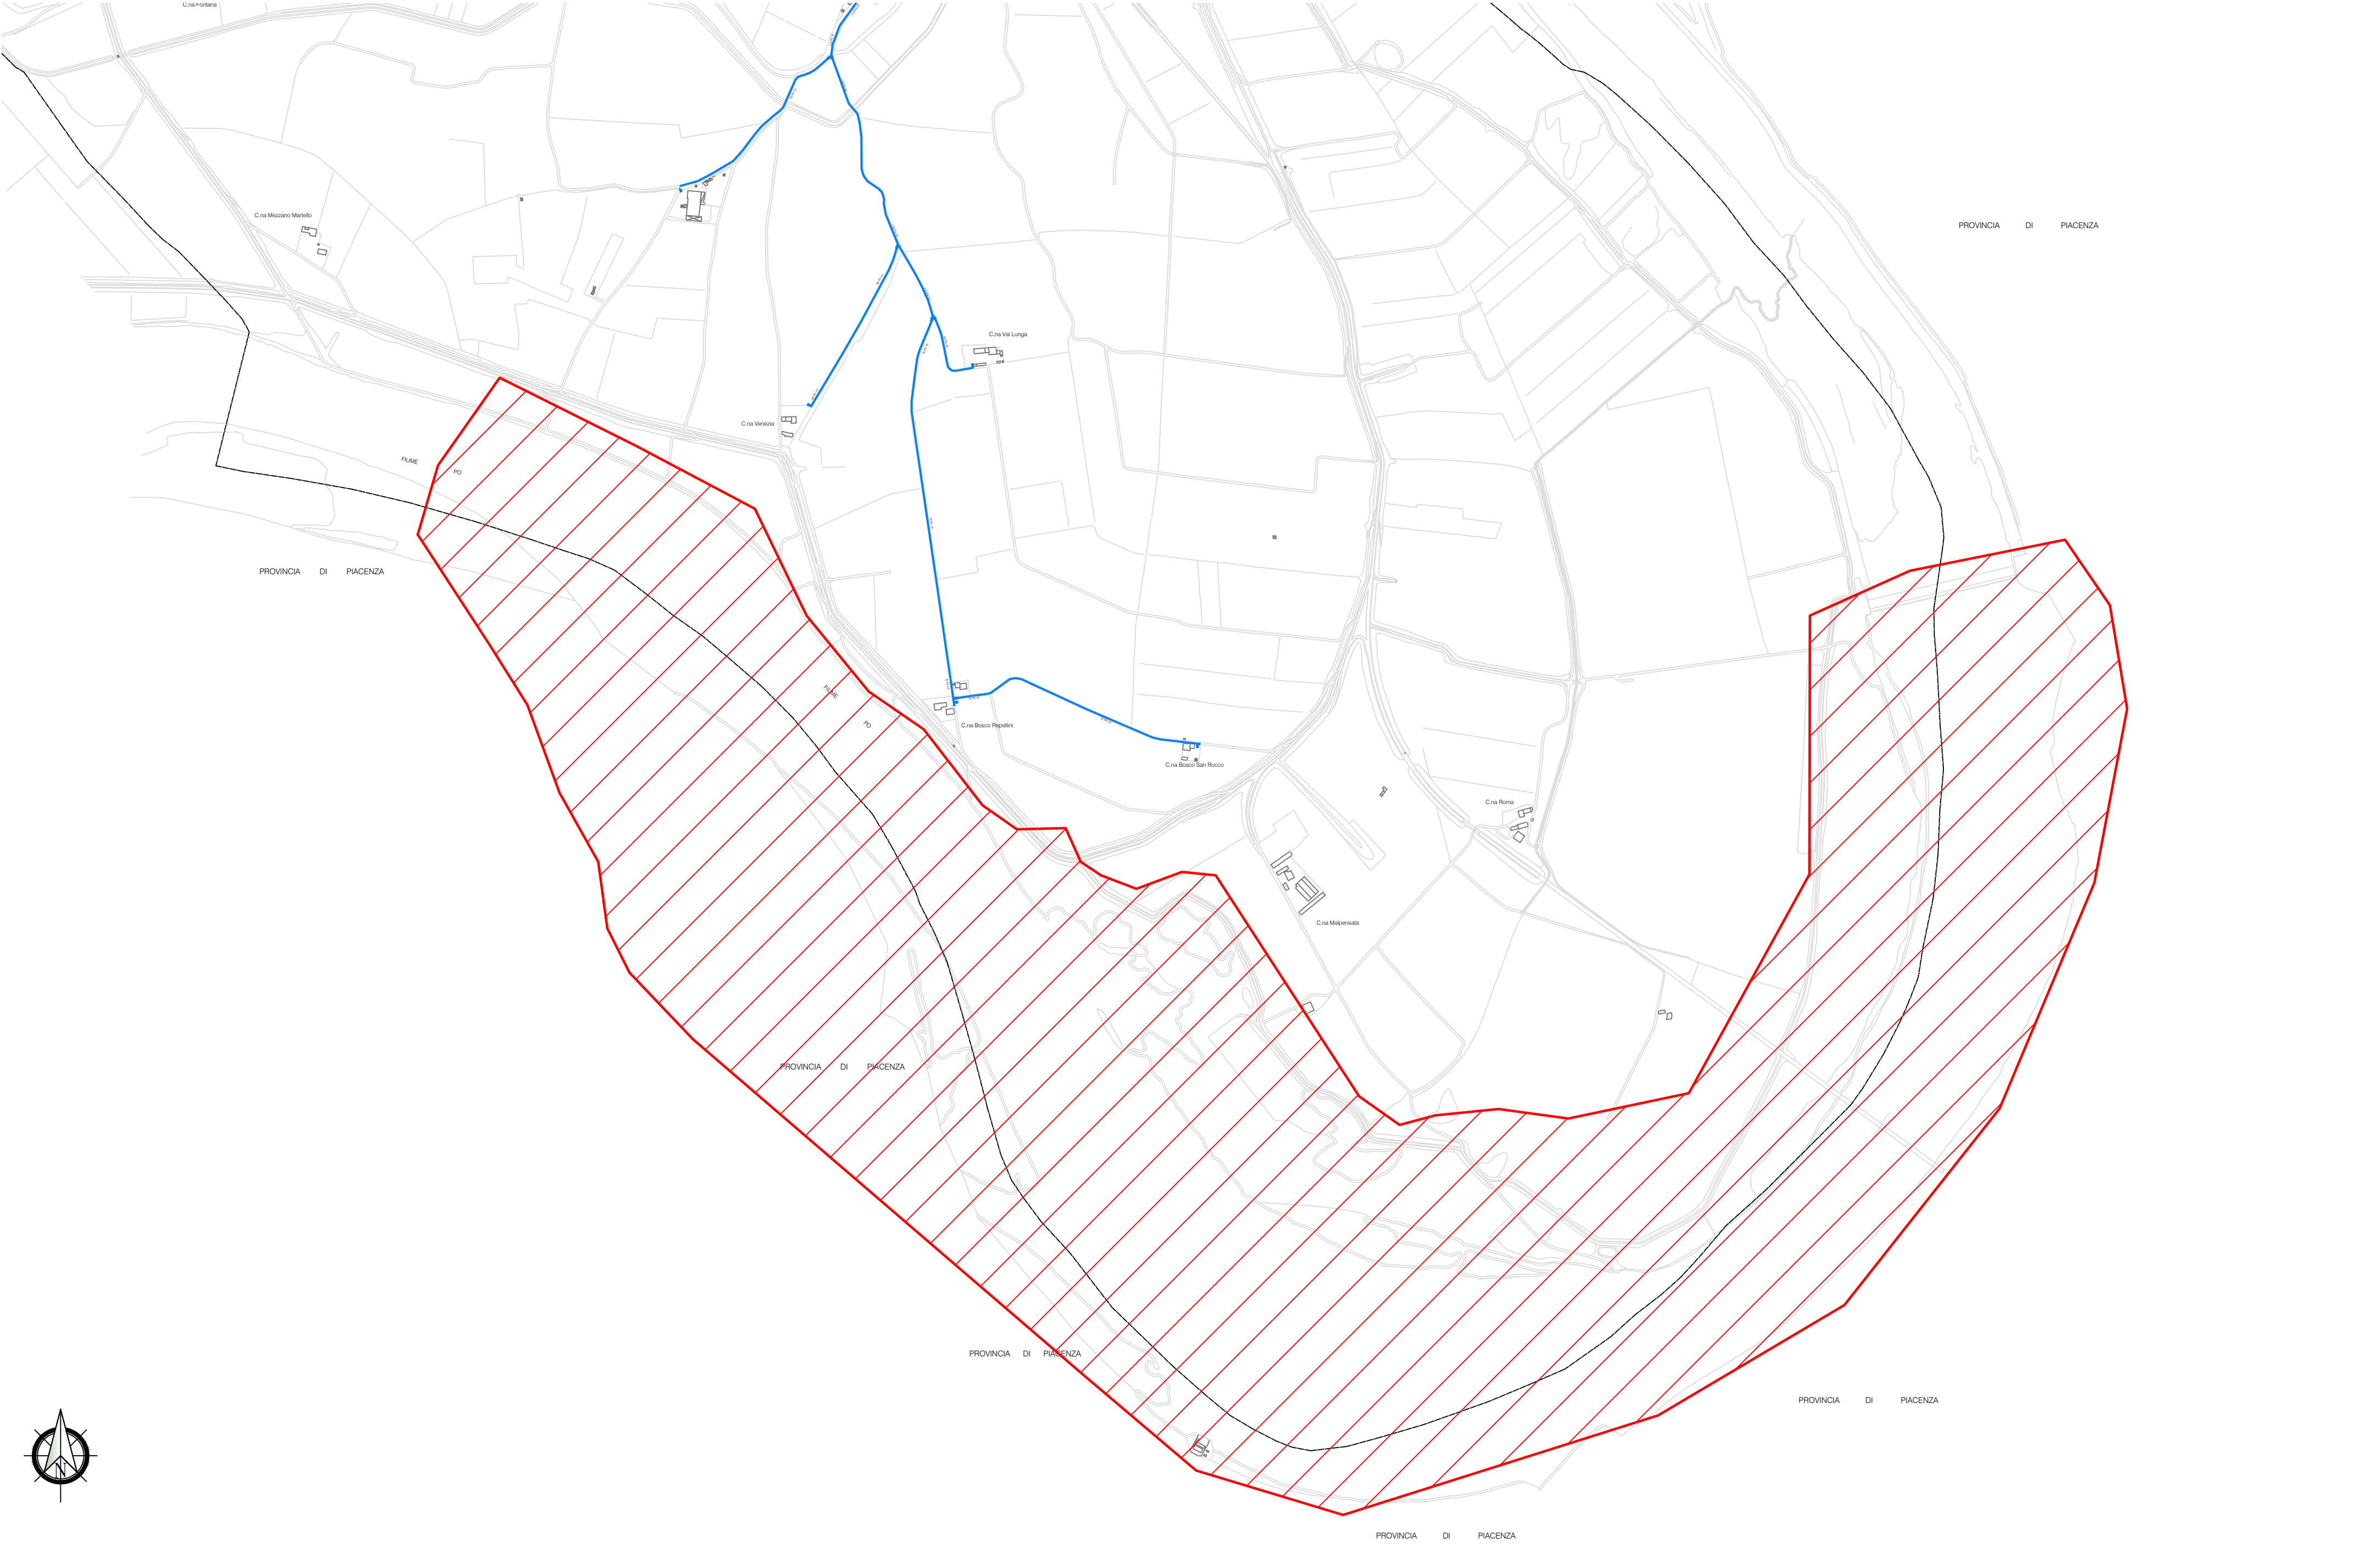 C.na Fontana
C.na Mezzano Martello
PROVINCIA DI PIACENZA
C.na Val Lunga
C.na Venezia
FIUME PO
PROVINCIA DI PIACENZA
FIUME PO
C.na Bosco Repellini
C.na Bosco San Rocco
C.na Roma
C.na Malpensata
PROVINCIA DI PIACENZA
PROVINCIA DI PIACENZA
PROVINCIA DI PIACENZA
N
PROVINCIA DI PIACENZA